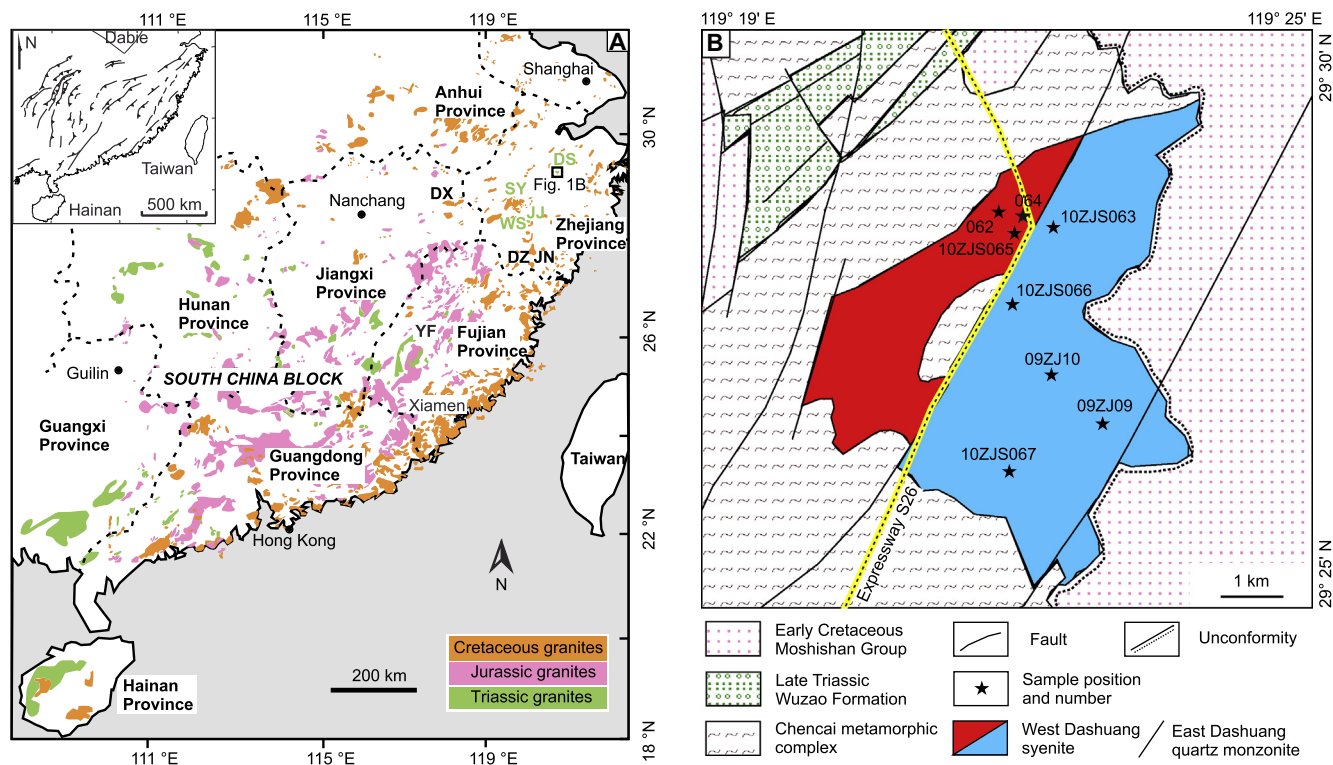 111 °E
115 °E
119 °E
A
N
Dabie
Taiwan
Hainan
500 km
Shanghai
Anhui
Province
30 °N
DS
Fig. 1B
SY
JJ
WS
DX
Nanchang
Zhejiang
Province
DZ
JN
Jiangxi
Province
Hunan
Province
YF
Fujian
Province
26 °N
Guilin
SOUTH CHINA BLOCK
Xiamen
Guangxi
Province
Guangdong
Province
Taiwan
Hong Kong
22 °N
N
Cretaceous granites
Jurassic granites
Triassic granites
200 km
Hainan
Province
18 °N
111 °E
115 °E
119 °E
119° 19' E
119° 25' E
B
29° 30' N
064
062
10ZJS063
10ZJS065
10ZJS066
09ZJ10
09ZJ09
10ZJS067
Expressway S26
29° 25' N
1 km
Early Cretaceous
Moshishan Group
Fault
Unconformity
Late Triassic
Wuzao Formation
Sample position
and number
Chencai metamorphic
complex
West Dashuang
syenite
East Dashuang
quartz monzonite